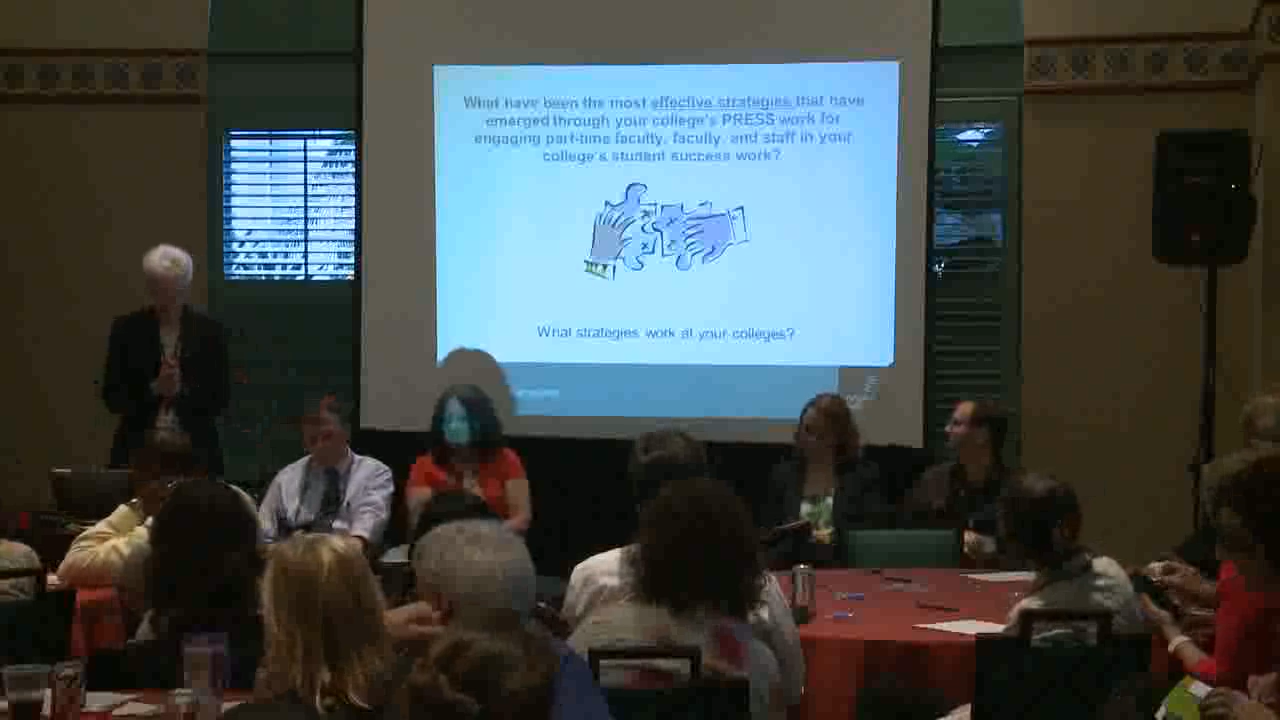 What have been the most effective strategies that have
emerged through your college's PRESS work for
engaging part-time faculty, faculty, and staff in your
college's student success work?
What strategies work at your colleges?